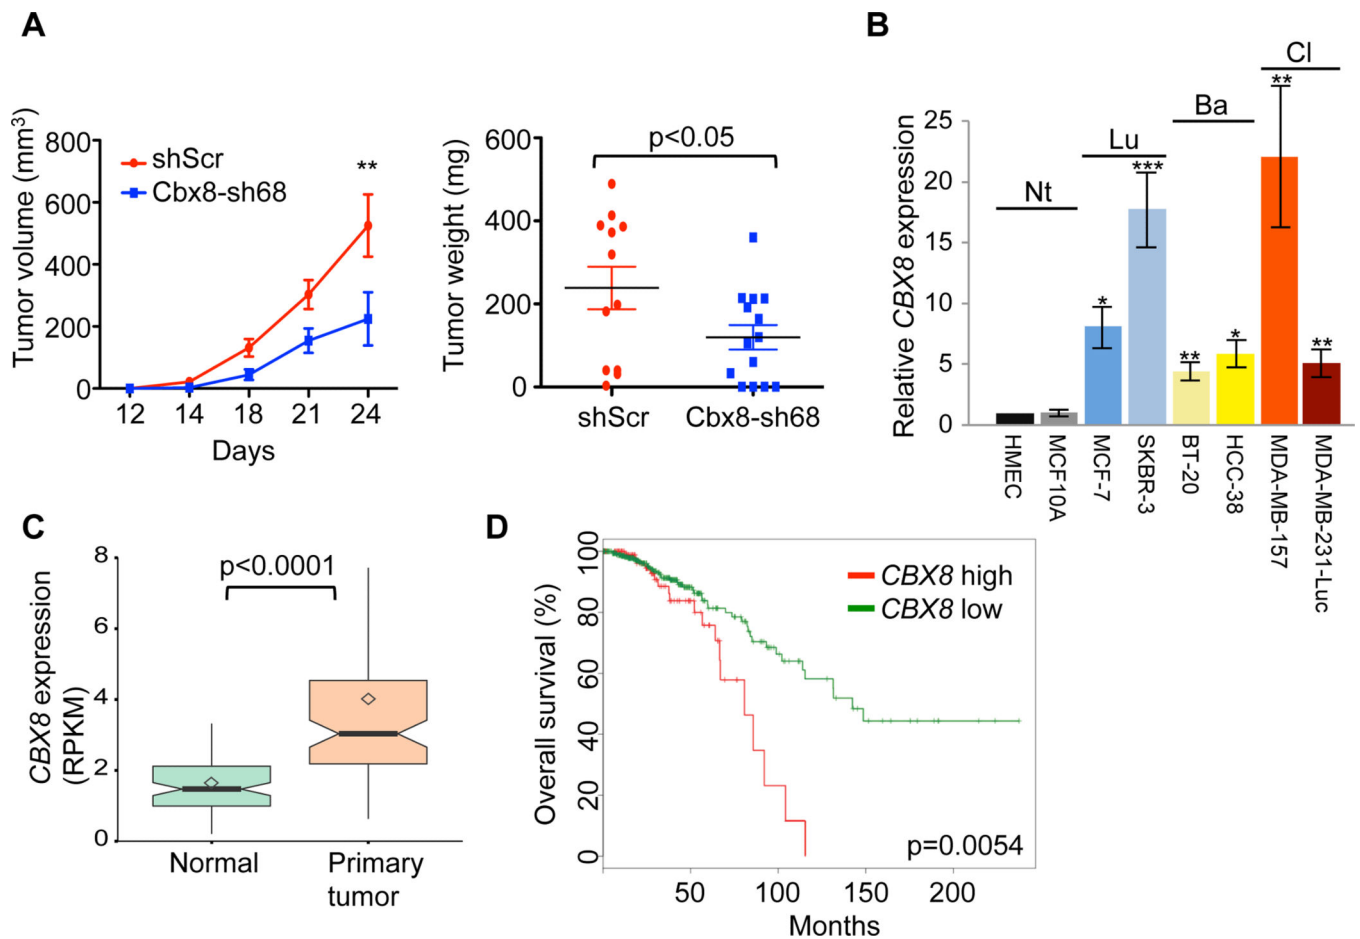 A
Tumor volume (mm³)
800
600
400
200
0
shScr
Cbx8-sh68
**
12 14 18 21 24
Days
Tumor weight (mg)
600
400
200
0
p<0.05
shScr Cbx8-sh68
B
Relative CBX8 expression
25
20
15
10
5
0
Nt
Lu
Ba
Cl
*
***
**
*
**
**
HMEC
MCF10A
MCF-7
SKBR-3
BT-20
HCC-38
MDA-MB-157
MDA-MB-231-Luc
C
CBX8 expression
(RPKM)
8
6
4
2
0
p<0.0001
Normal
Primary
tumor
D
Overall survival (%)
100
80
60
40
20
0
CBX8 high
CBX8 low
p=0.0054
50 100 150 200
Months